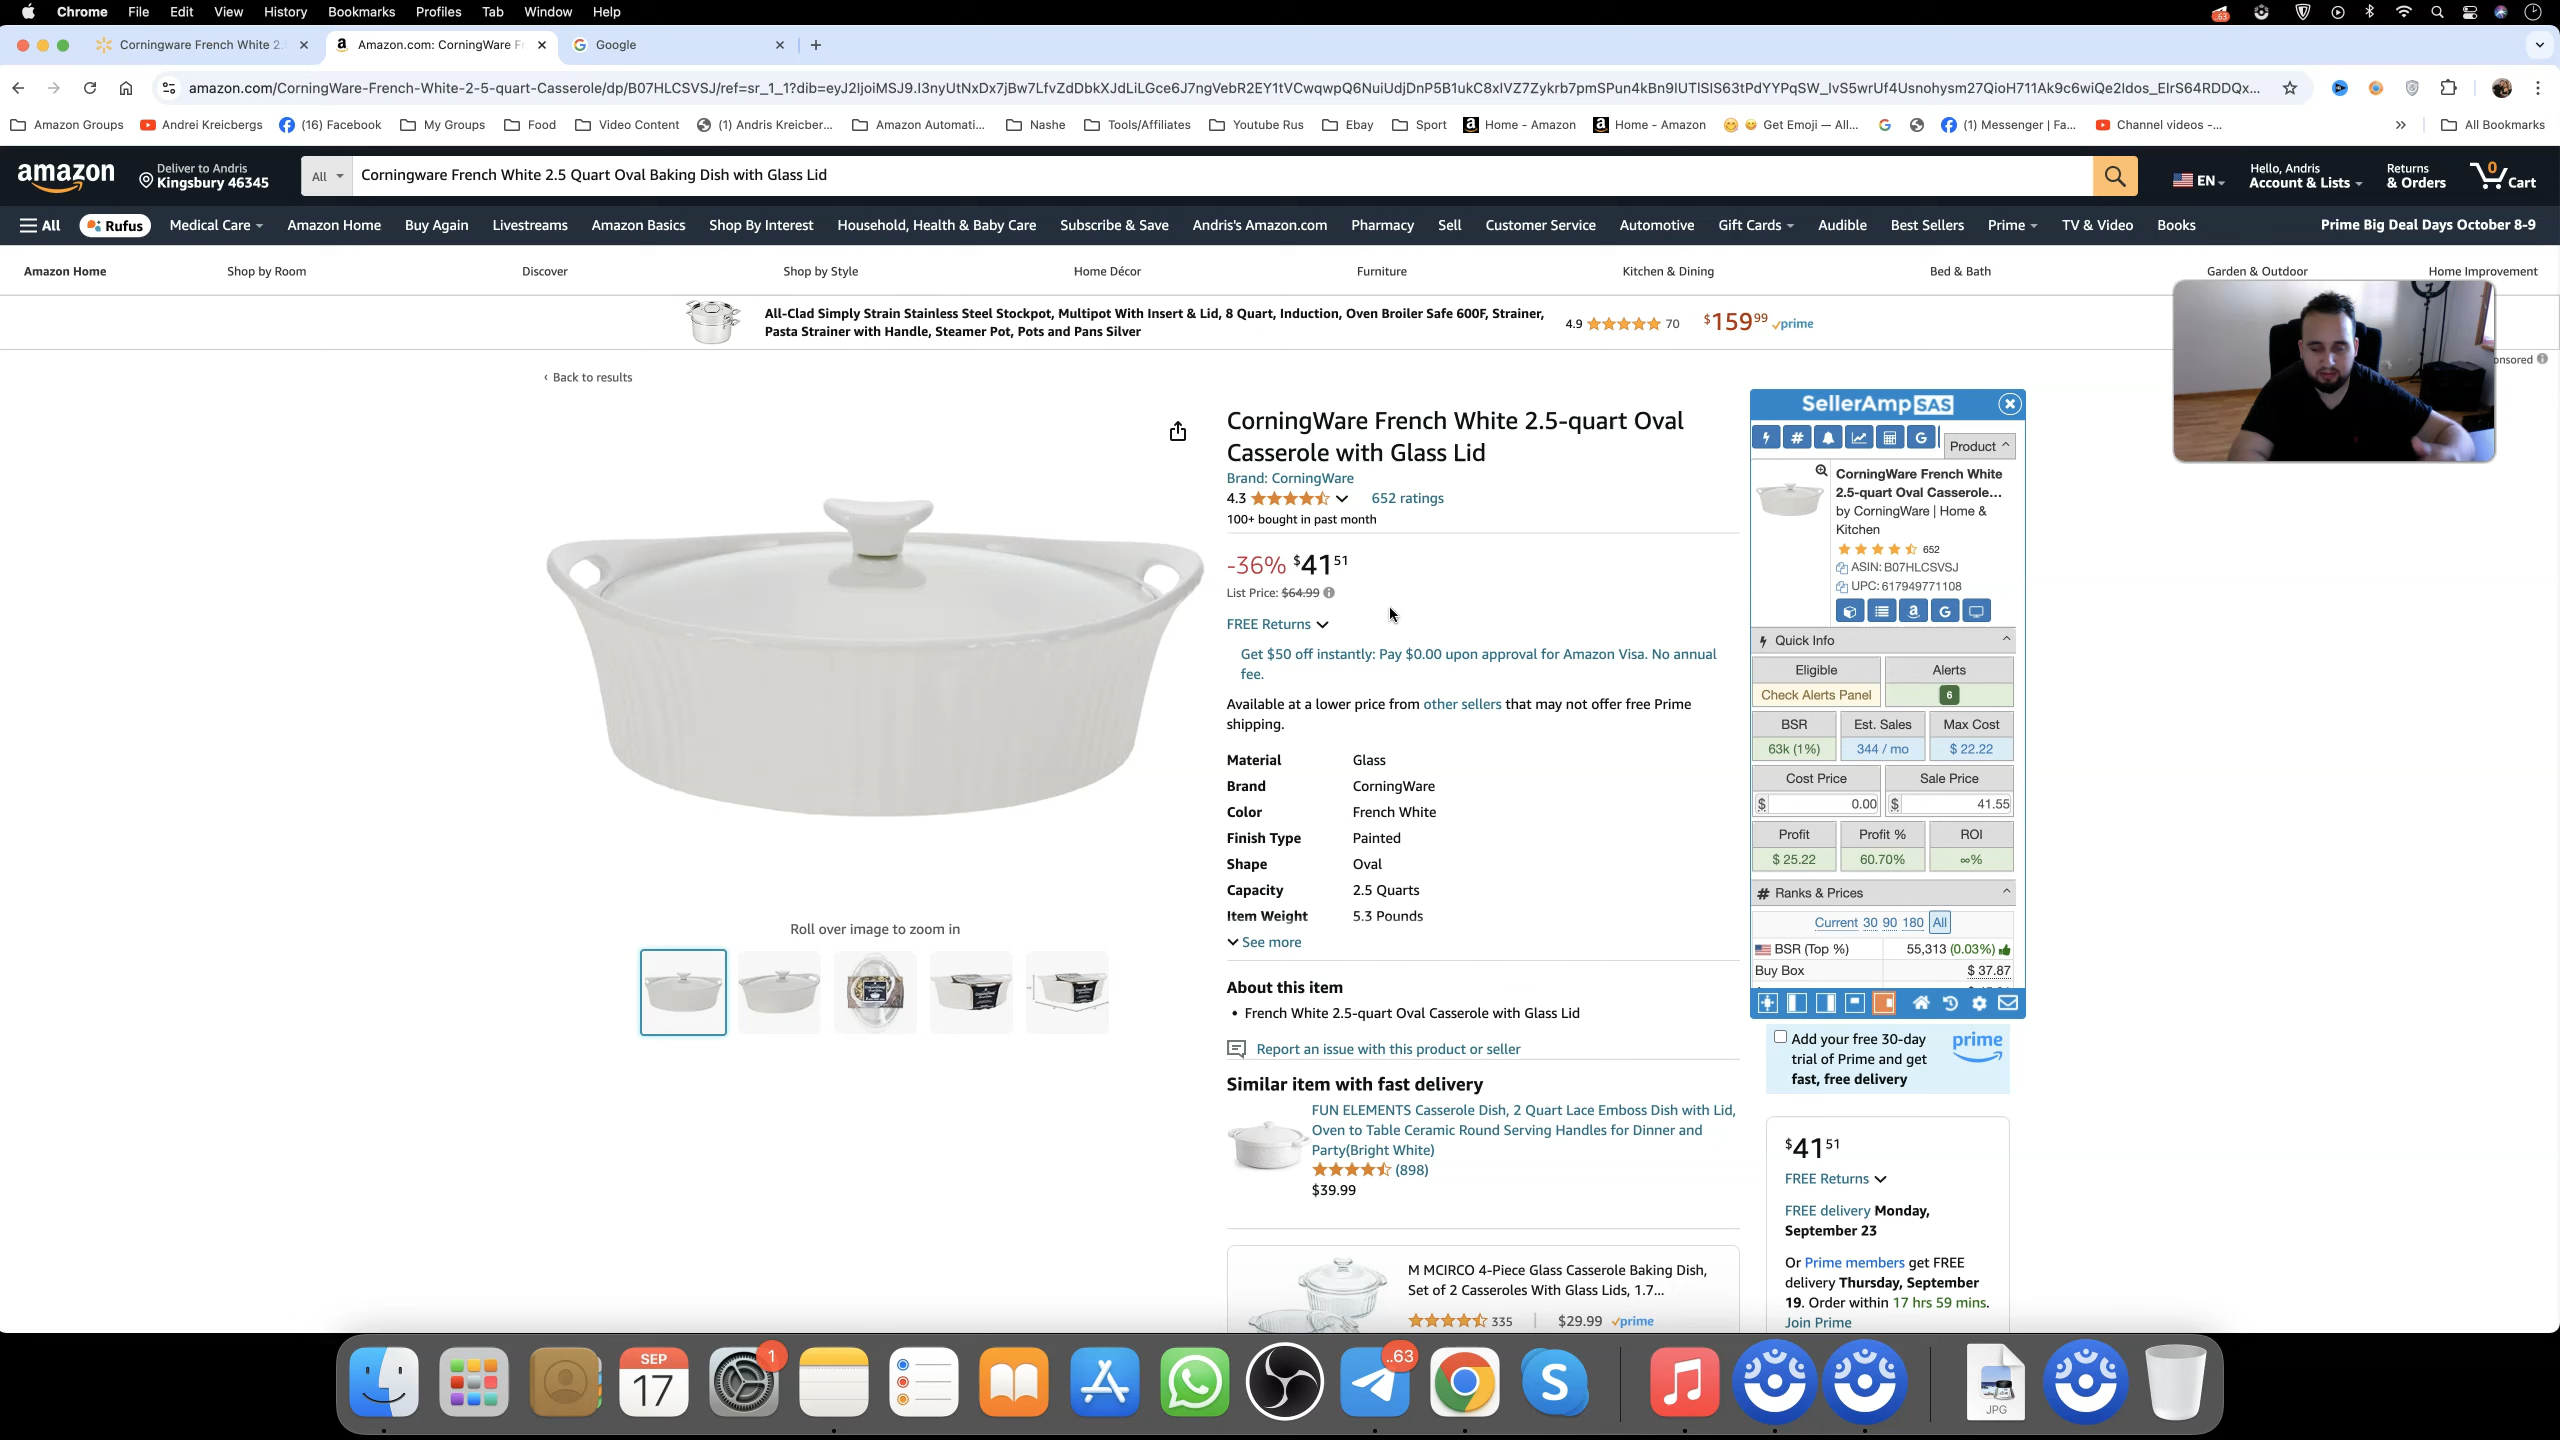 Chrome File Edit View History Bookmarks Profiles Tab Window Help
Corningware French White 2.
Amazon.com: CorningWare F
Google
amazon.com/CorningWare-French-White-2-5-quart-Casserole/dp/B07HLCSVSJ/ref=sr_1_1?dib=
Amazon Groups Andrei Kreicbergs (16) Facebook My Groups Food Video Content (1) Andris Kreicber... Amazon Automati... Nashe Tools/Affiliates Youtube Rus Ebay Sport Home - Amazon Home - Amazon Get Emoji — All... (1) Messenger | Fa... Channel videos -... » All Bookmarks
amazon
Deliver to Andris
Kingsbury 46345
All
Corningware French White 2.5 Quart Oval Baking Dish with Glass Lid
EN
Hello, Andris
Account & Lists
Returns
& Orders
0
Cart
All Rufus Medical Care Amazon Home Buy Again Livestreams Amazon Basics Shop By Interest Household, Health & Baby Care Subscribe & Save Andris's Amazon.com Pharmacy Sell Customer Service Automotive Gift Cards Audible Best Sellers Prime TV & Video Books Prime Big Deal Days October 8-9
Amazon Home Shop by Room Discover Shop by Style Home Décor Furniture Kitchen & Dining Bed & Bath Garden & Outdoor Home Improvement
All-Clad Simply Strain Stainless Steel Stockpot, Multipot With Insert & Lid, 8 Quart, Induction, Oven Broiler Safe 600F, Strainer,
Pasta Strainer with Handle, Steamer Pot, Pots and Pans Silver
4.9 70 $159.99 prime
onsored
‹ Back to results
CorningWare French White 2.5-quart Oval
Casserole with Glass Lid
Brand: CorningWare
4.3 652 ratings
100+ bought in past month
-36% $41.51
List Price: $64.99
FREE Returns
Get $50 off instantly: Pay $0.00 upon approval for Amazon Visa. No annual
fee.
Available at a lower price from other sellers that may not offer free Prime
shipping.
Material Glass
Brand CorningWare
Color French White
Finish Type Painted
Shape Oval
Capacity 2.5 Quarts
Item Weight 5.3 Pounds
See more
About this item
• French White 2.5-quart Oval Casserole with Glass Lid
Report an issue with this product or seller
Similar item with fast delivery
FUN ELEMENTS Casserole Dish, 2 Quart Lace Emboss Dish with Lid,
Oven to Table Ceramic Round Serving Handles for Dinner and
Party(Bright White)
(898)
$39.99
M MCIRCO 4-Piece Glass Casserole Baking Dish,
Set of 2 Casseroles With Glass Lids, 1.7...
335 | $29.99 prime
Roll over image to zoom in
SellerAmp SAS
Product
CorningWare French White
2.5-quart Oval Casserole...
by CorningWare | Home &
Kitchen
652
ASIN: B07HLCSVSJ
UPC: 617949771108
Quick Info
Eligible Alerts
Check Alerts Panel 6
BSR Est. Sales Max Cost
63k (1%) 344 / mo $ 22.22
Cost Price Sale Price
$ 0.00 $ 41.55
Profit Profit % ROI
$ 25.22 60.70% ∞%
# Ranks & Prices
Current 30 90 180 All
BSR (Top %) 55,313 (0.03%)
Buy Box $ 37.87
Add your free 30-day
trial of Prime and get
fast, free delivery
prime
$41.51
FREE Returns
FREE delivery Monday,
September 23
Or Prime members get FREE
delivery Thursday, September
19. Order within 17 hrs 59 mins.
Join Prime
SEP
17
1
..63
JPG